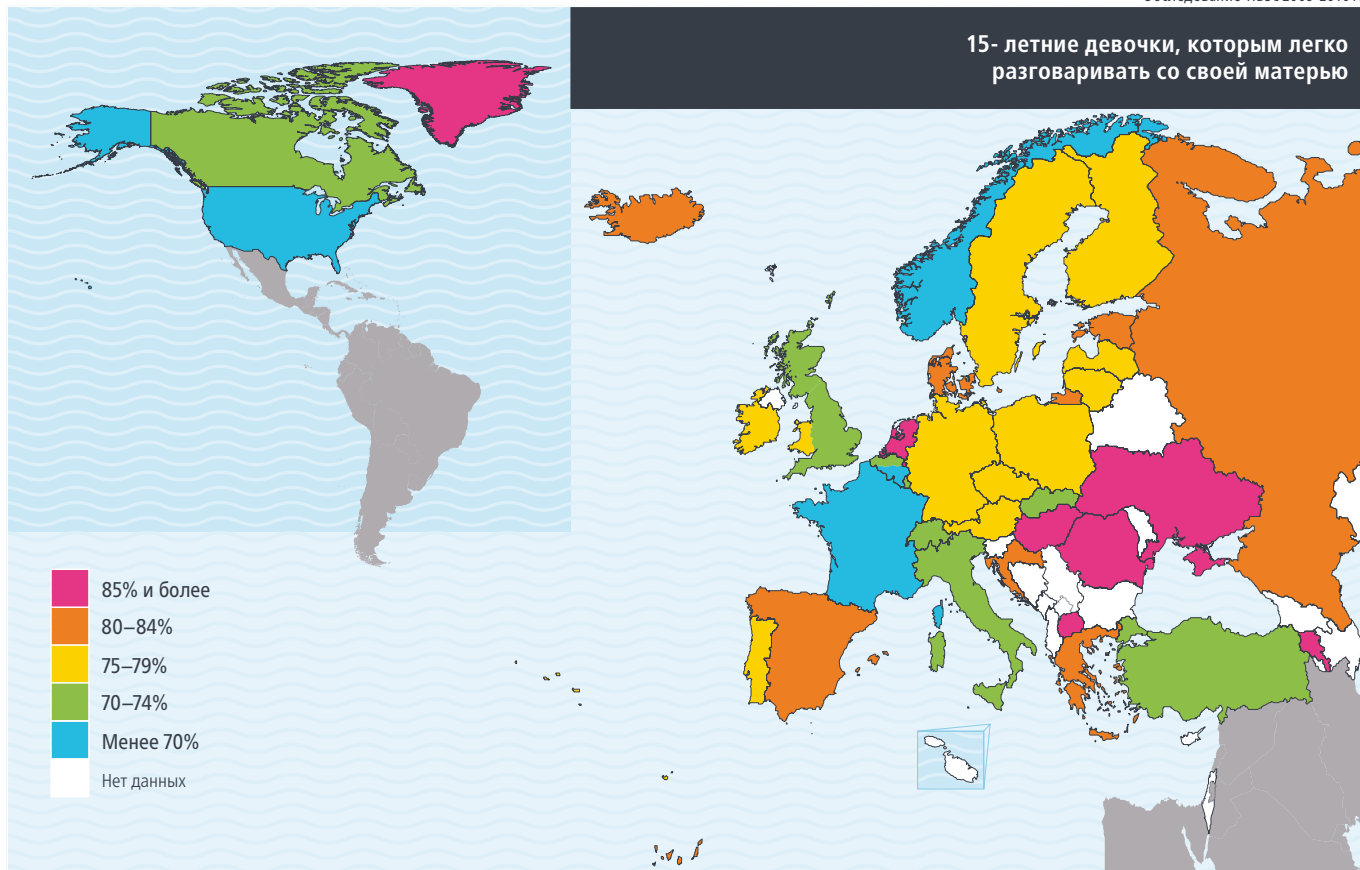 15- летние девочки, которым легко
разговаривать со своей матерью
85% и более
80–84%
75–79%
70–74%
Менее 70%
Нет данных